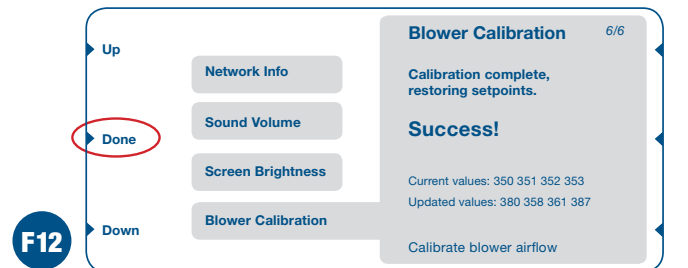 Up
Done
Down
F12
Network Info
Sound Volume
Screen Brightness
Blower Calibration
Blower Calibration 6/6
Calibration complete,
restoring setpoints.
Success!
Current values: 350 351 352 353
Updated values: 380 358 361 387
Calibrate blower airflow